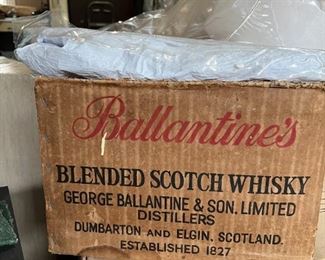 Ballantine's
BLENDED SCOTCH WHISKY
GEORGE BALLANTINE & SON. LIMITED
DISTILLERS
DUMBARTON AND ELGIN, SCOTLAND.
ESTABLISHED 1827